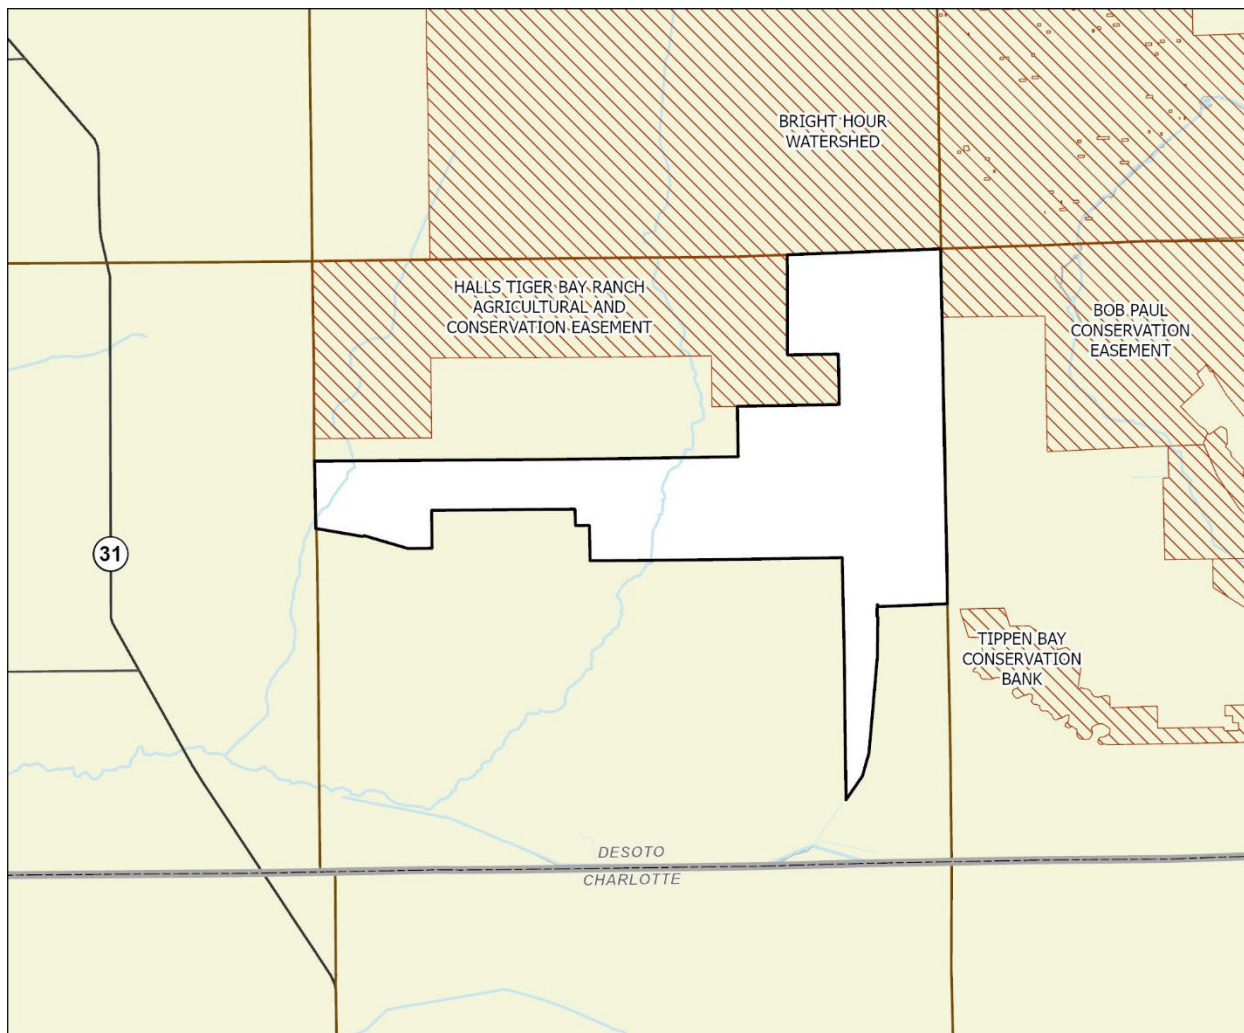 BRIGHT HOUR
WATERSHED
HALLS TIGER BAY RANCH
AGRICULTURAL AND
CONSERVATION EASEMENT
BOB PAUL
CONSERVATION
EASEMENT
31
TIPPEN BAY
CONSERVATION
BANK
DESOTO
CHARLOTTE